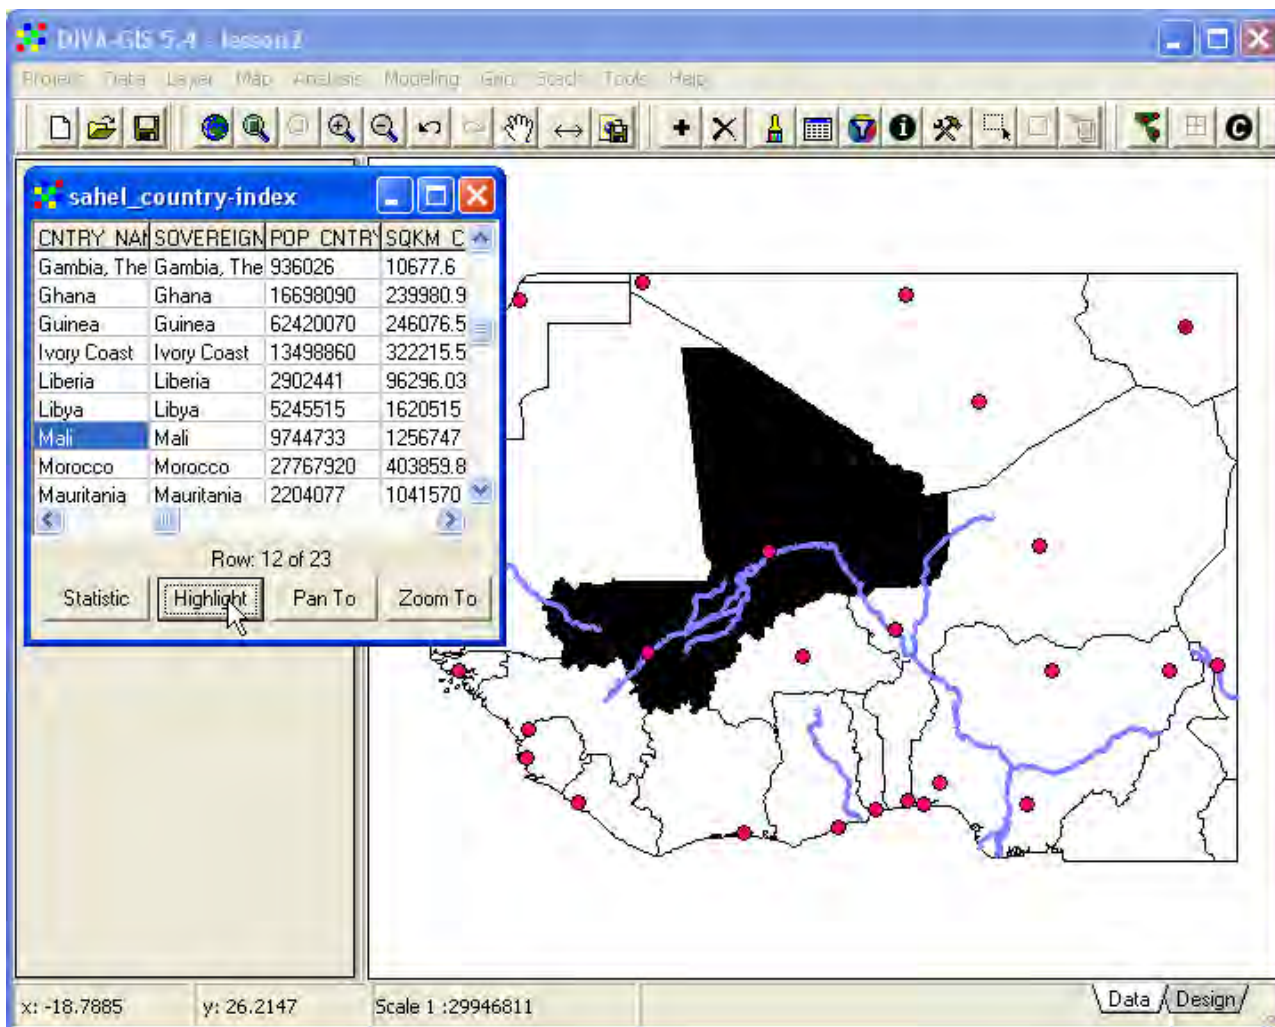 DIVA-GIS 5.4 - lesson2
Project Data Layer Map Analysis Modeling Grid Stack Tools Help
sahel_country-index
CNTRY_NA SOVEREIGN POP_CNTRY SQKM_C
Gambia, The Gambia, The 936026 10677.6
Ghana Ghana 16698090 239980.9
Guinea Guinea 62420070 246076.5
Ivory Coast Ivory Coast 13498860 322215.5
Liberia Liberia 2902441 96296.03
Libya Libya 5245515 1620515
Mali Mali 9744733 1256747
Morocco Morocco 27767920 403859.8
Mauritania Mauritania 2204077 1041570
Row: 12 of 23
Statistic Highlight Pan To Zoom To
x: -18.7885 y: 26.2147 Scale 1 :29946811 Data Design